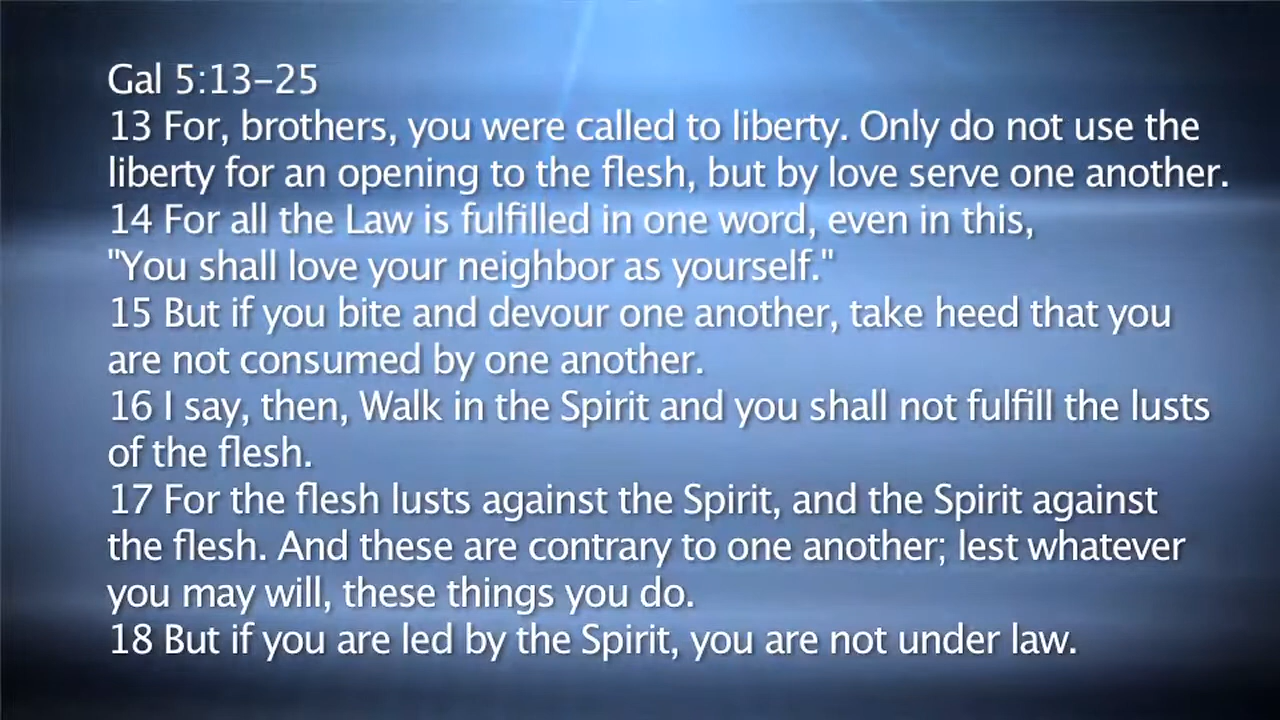 Gal 5:13–25
13 For, brothers, you were called to liberty. Only do not use the
liberty for an opening to the flesh, but by love serve one another.
14 For all the Law is fulfilled in one word, even in this,
"You shall love your neighbor as yourself."
15 But if you bite and devour one another, take heed that you
are not consumed by one another.
16 I say, then, Walk in the Spirit and you shall not fulfill the lusts
of the flesh.
17 For the flesh lusts against the Spirit, and the Spirit against
the flesh. And these are contrary to one another; lest whatever
you may will, these things you do.
18 But if you are led by the Spirit, you are not under law.